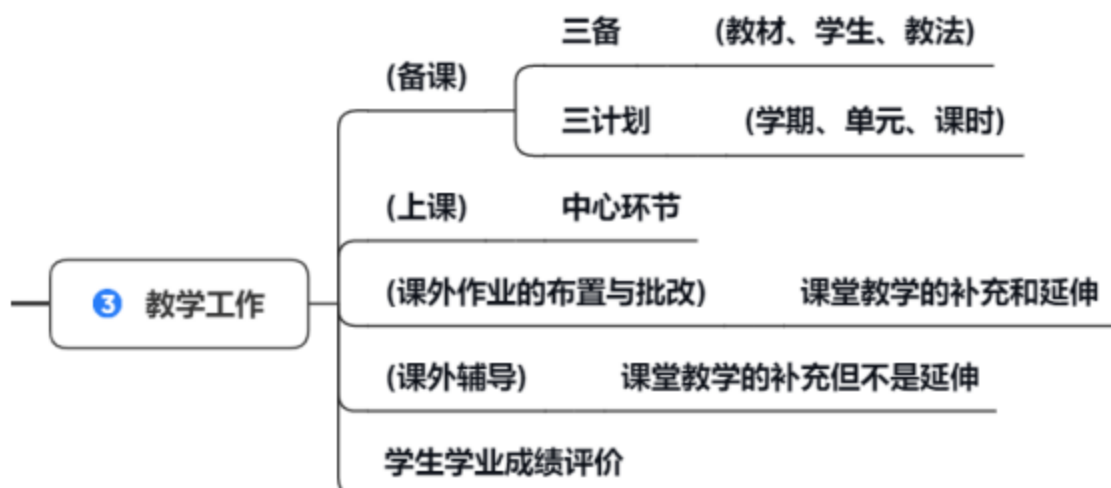 三备 (教材、学生、教法)
(备课)
三计划 (学期、单元、课时)
(上课) 中心环节
3 教学工作
(课外作业的布置与批改) 课堂教学的补充和延伸
(课外辅导) 课堂教学的补充但不是延伸
学生学业成绩评价